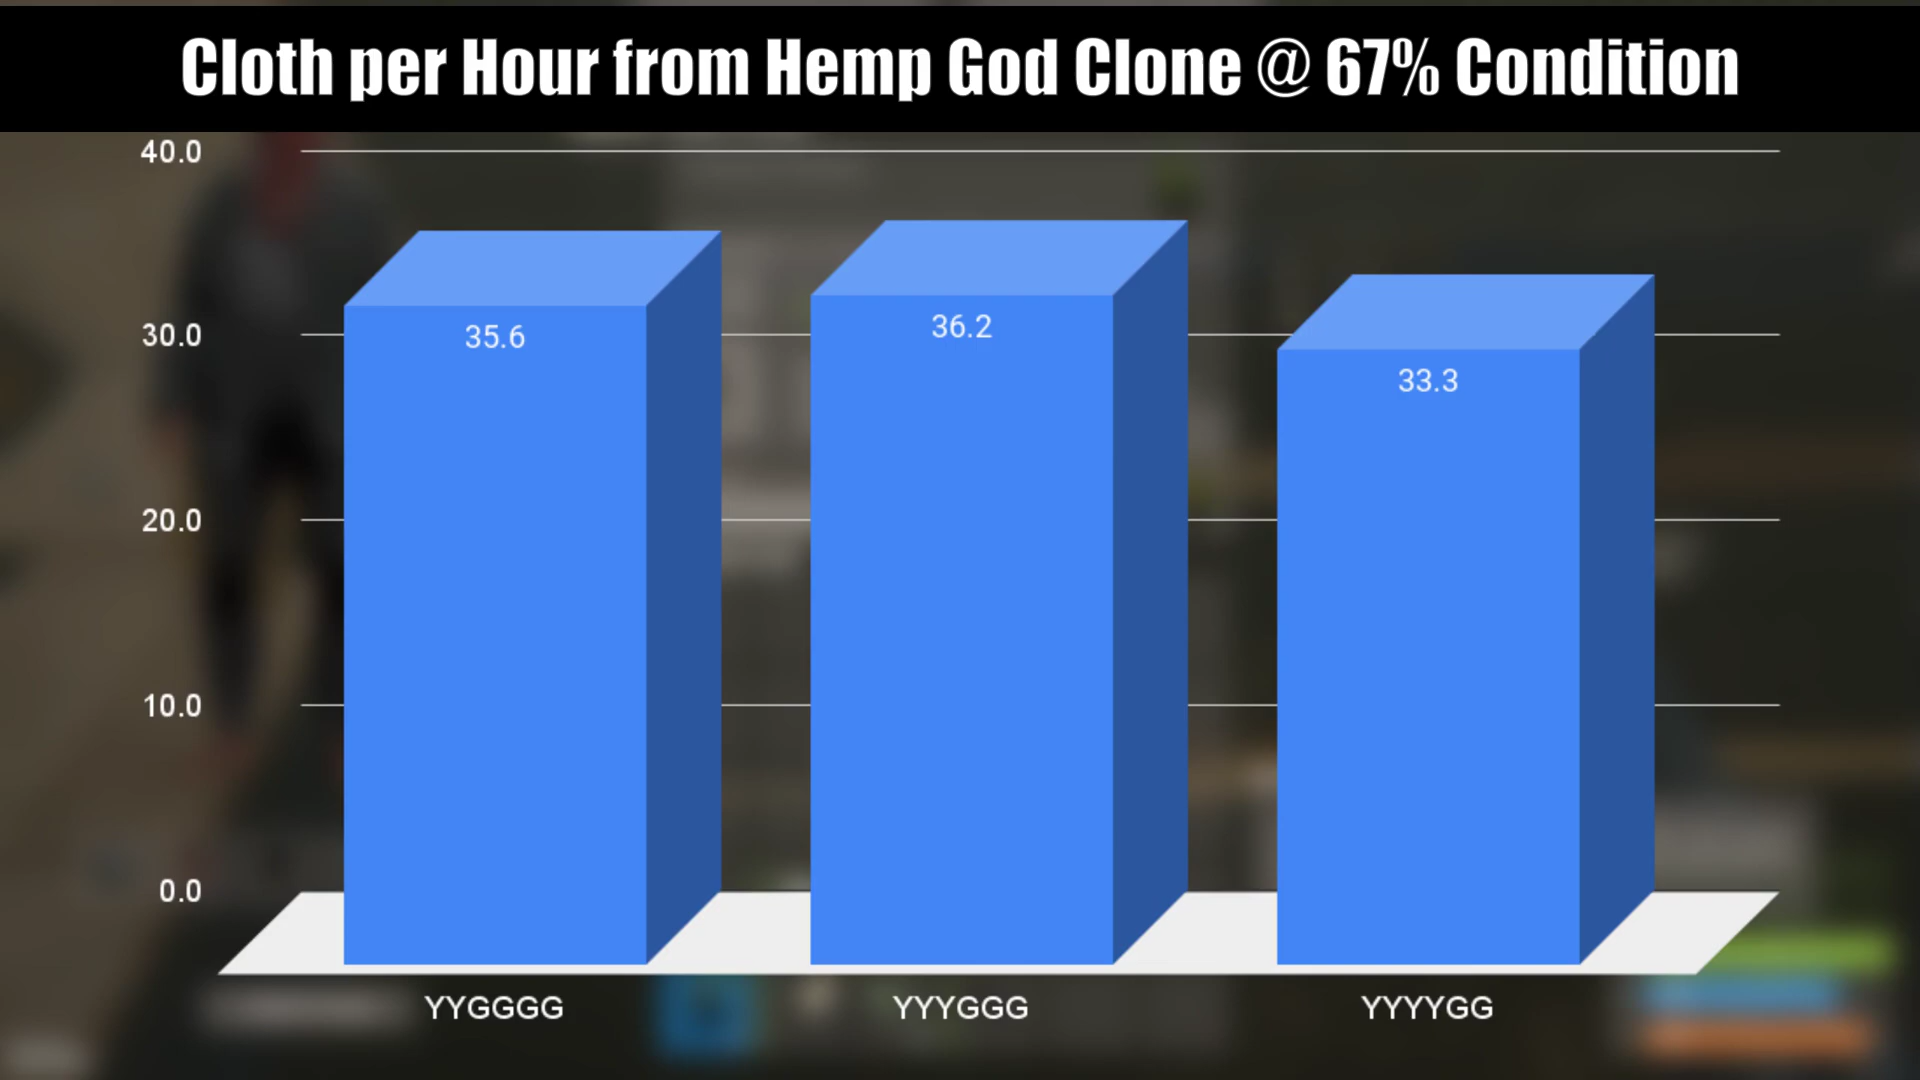 Cloth per Hour from Hemp God Clone @ 67% Condition
40.0
30.0
20.0
10.0
0.0
35.6
36.2
33.3
YYGGGG
YYYGGG
YYYYGG